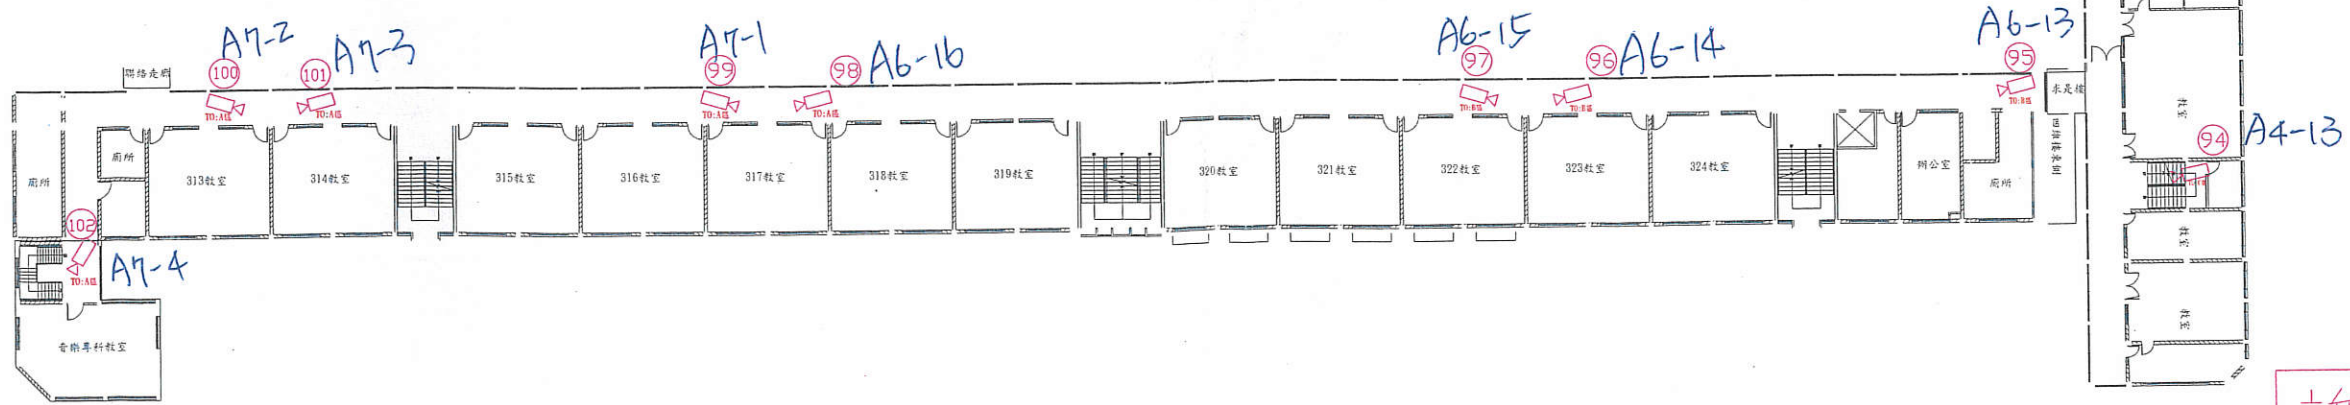 A7-2
A7-3
A7-1
A6-16
A6-15
A6-14
A6-13
100
101
99
98
97
96
95
聯絡走廊
TO:A區
TO:A區
TO:A區
TO:A區
TO:B區
TO:B區
TO:B區
求是樓
四維樓東側
教室
94
A4-13
廁所
廁所
313教室
314教室
315教室
316教室
317教室
318教室
319教室
320教室
321教室
322教室
323教室
324教室
辦公室
廁所
102
TO:A區
A7-4
教室
教室
音樂專科教室